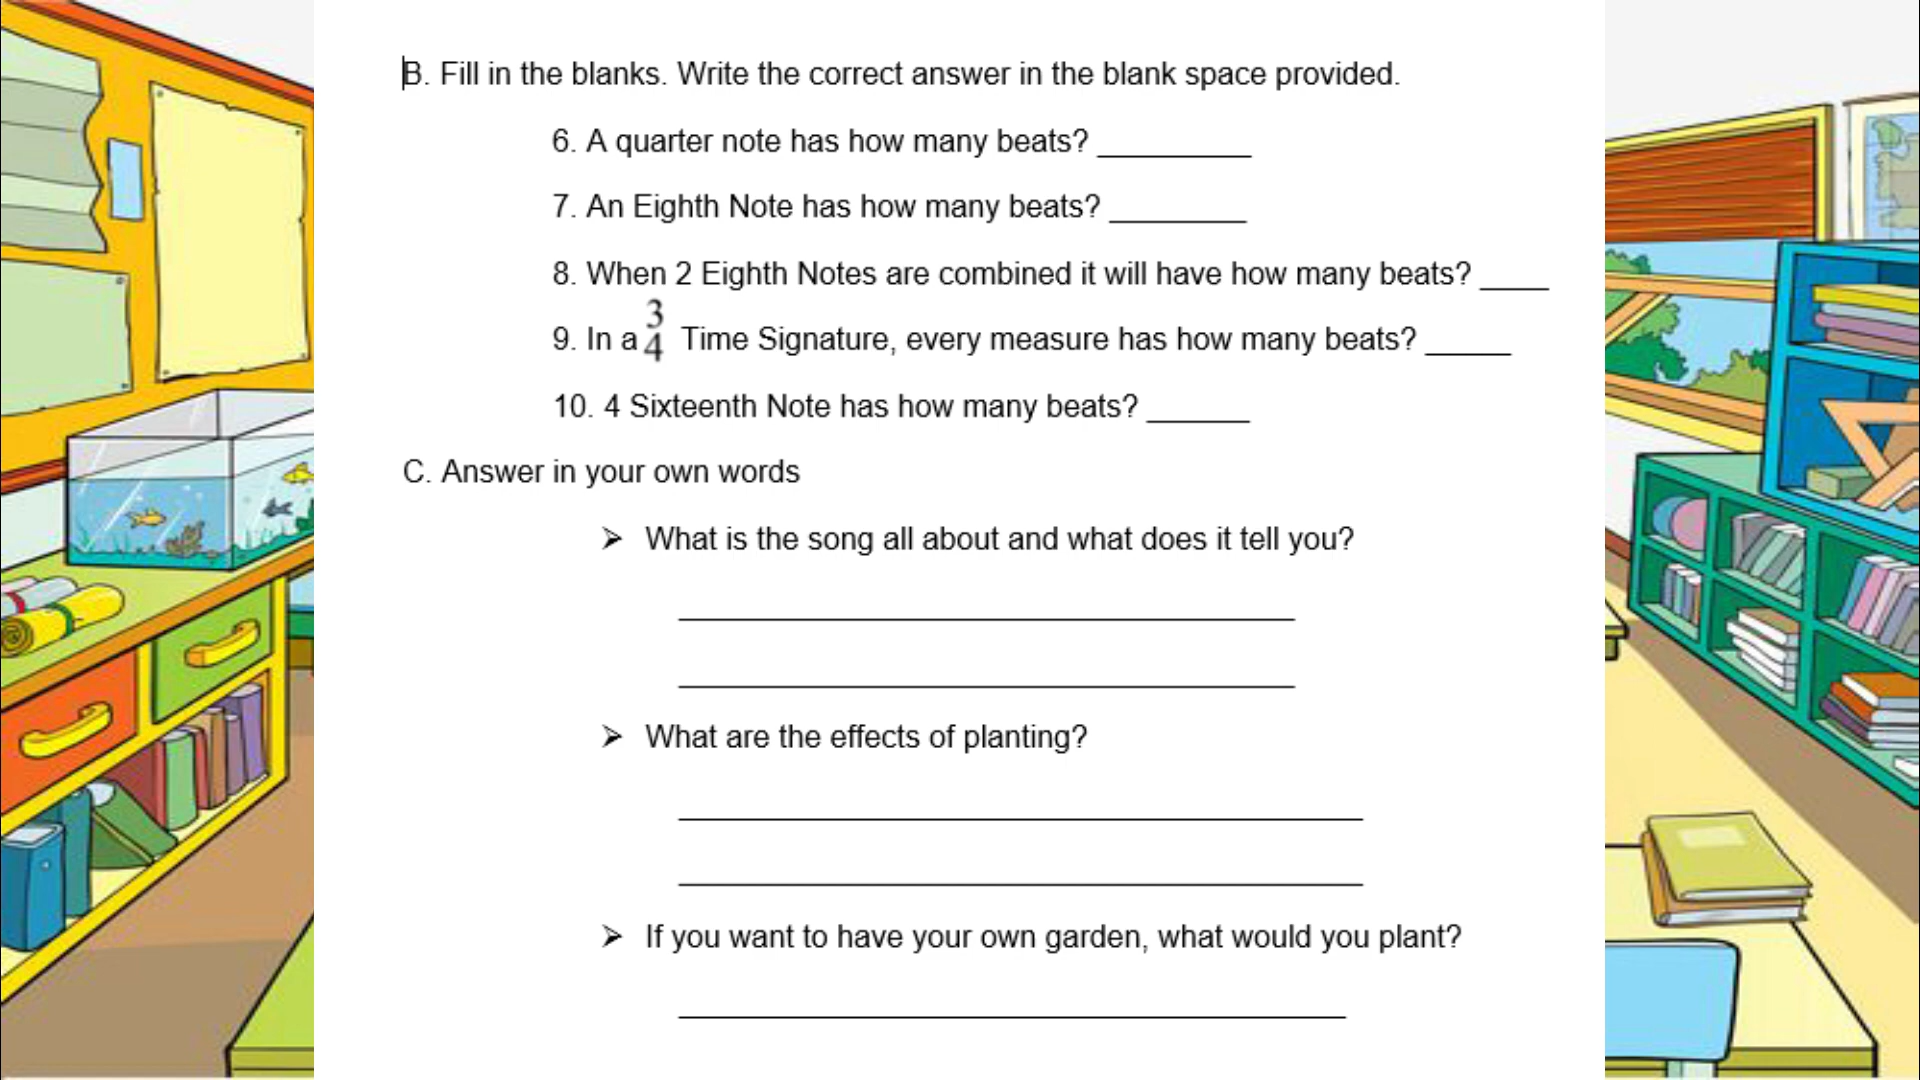 B. Fill in the blanks. Write the correct answer in the blank space provided.
6. A quarter note has how many beats? _________
7. An Eighth Note has how many beats? ________
8. When 2 Eighth Notes are combined it will have how many beats? ____
9. In a 3/4 Time Signature, every measure has how many beats? _____
10. 4 Sixteenth Note has how many beats? ______
C. Answer in your own words
➢ What is the song all about and what does it tell you?
____________________________________
____________________________________
➢ What are the effects of planting?
________________________________________
________________________________________
➢ If you want to have your own garden, what would you plant?
_______________________________________